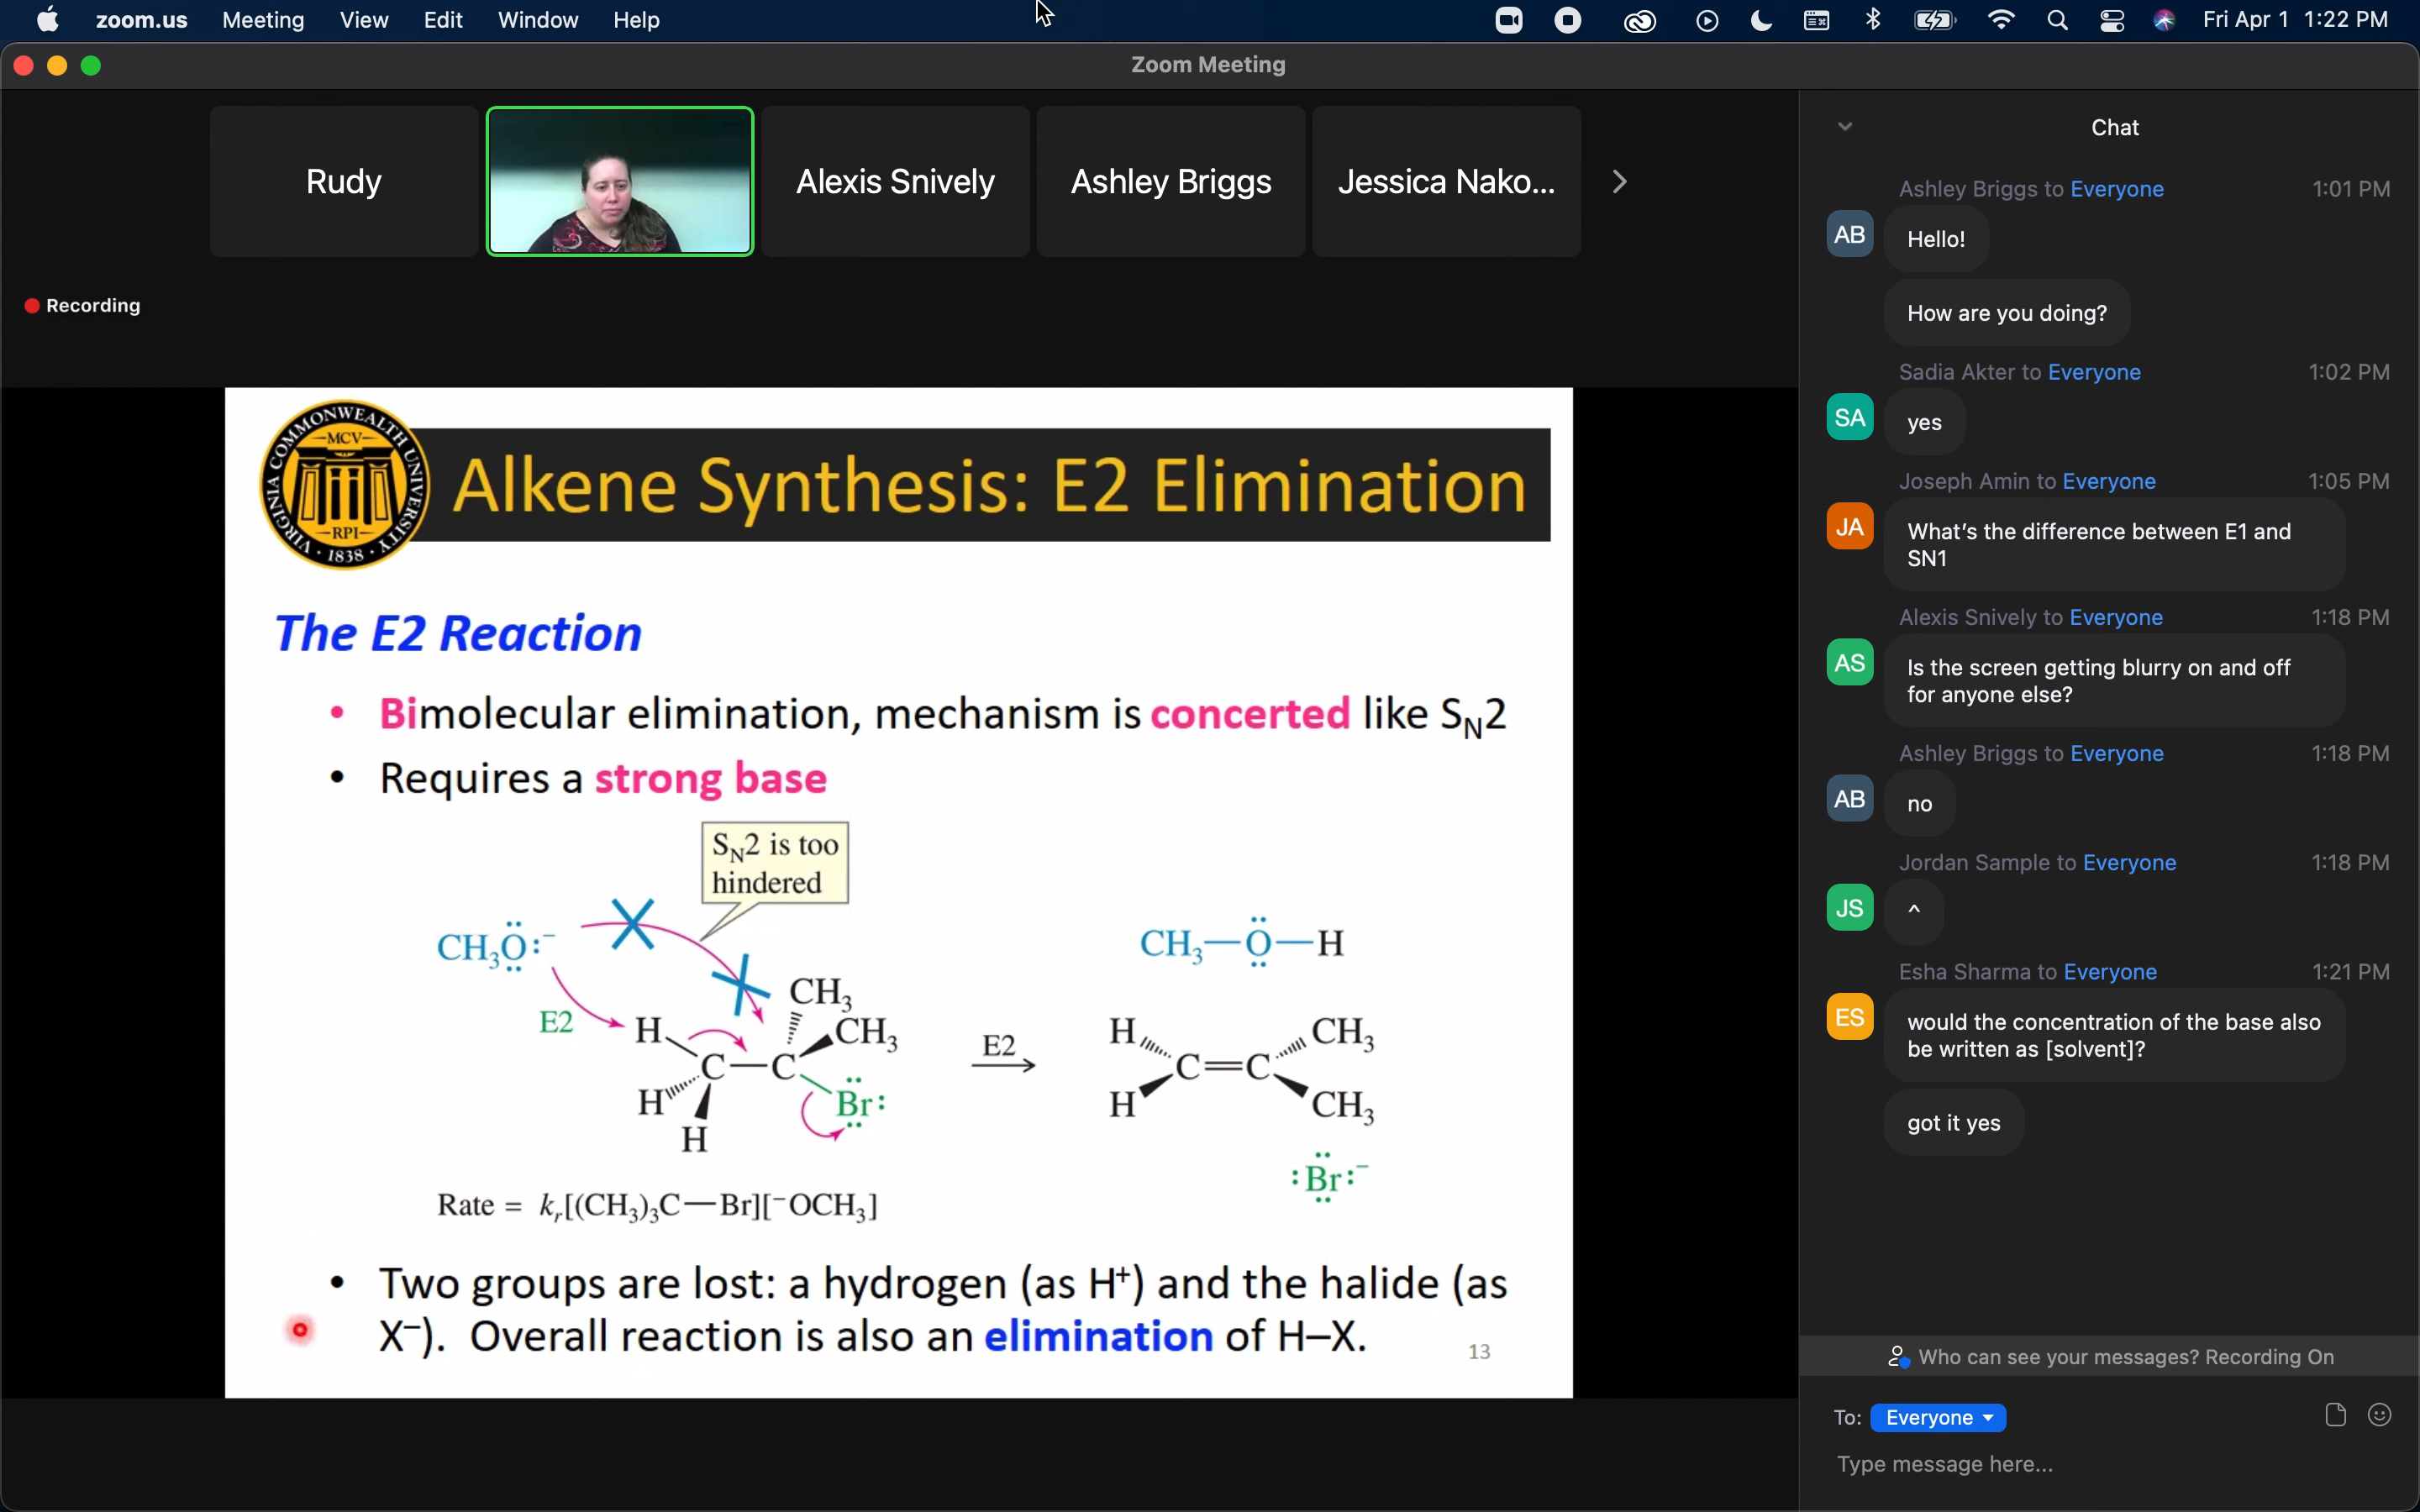 zoom.us Meeting View Edit Window Help Fri Apr 1 1:22 PM
Zoom Meeting
Rudy
Alexis Snively
Ashley Briggs
Jessica Nako...
Recording
VIRGINIA COMMONWEALTH UNIVERSITY
MCV
RPI
1838
Alkene Synthesis: E2 Elimination
The E2 Reaction
• Bimolecular elimination, mechanism is concerted like SN2
• Requires a strong base
SN2 is too
hindered
CH3Ö:⁻
E2
H
CH3
CH3
C—C
H
H
Br:
E2
CH3—Ö—H
H
CH3
C=C
H
CH3
:Br:⁻
Rate = kr[(CH3)3C—Br][⁻OCH3]
• Two groups are lost: a hydrogen (as H⁺) and the halide (as
X⁻). Overall reaction is also an elimination of H–X.
13
Chat
Ashley Briggs to Everyone 1:01 PM
AB
Hello!
How are you doing?
Sadia Akter to Everyone 1:02 PM
SA
yes
Joseph Amin to Everyone 1:05 PM
JA
What's the difference between E1 and
SN1
Alexis Snively to Everyone 1:18 PM
AS
Is the screen getting blurry on and off
for anyone else?
Ashley Briggs to Everyone 1:18 PM
AB
no
Jordan Sample to Everyone 1:18 PM
JS
^
Esha Sharma to Everyone 1:21 PM
ES
would the concentration of the base also
be written as [solvent]?
got it yes
Who can see your messages? Recording On
To: Everyone
Type message here...